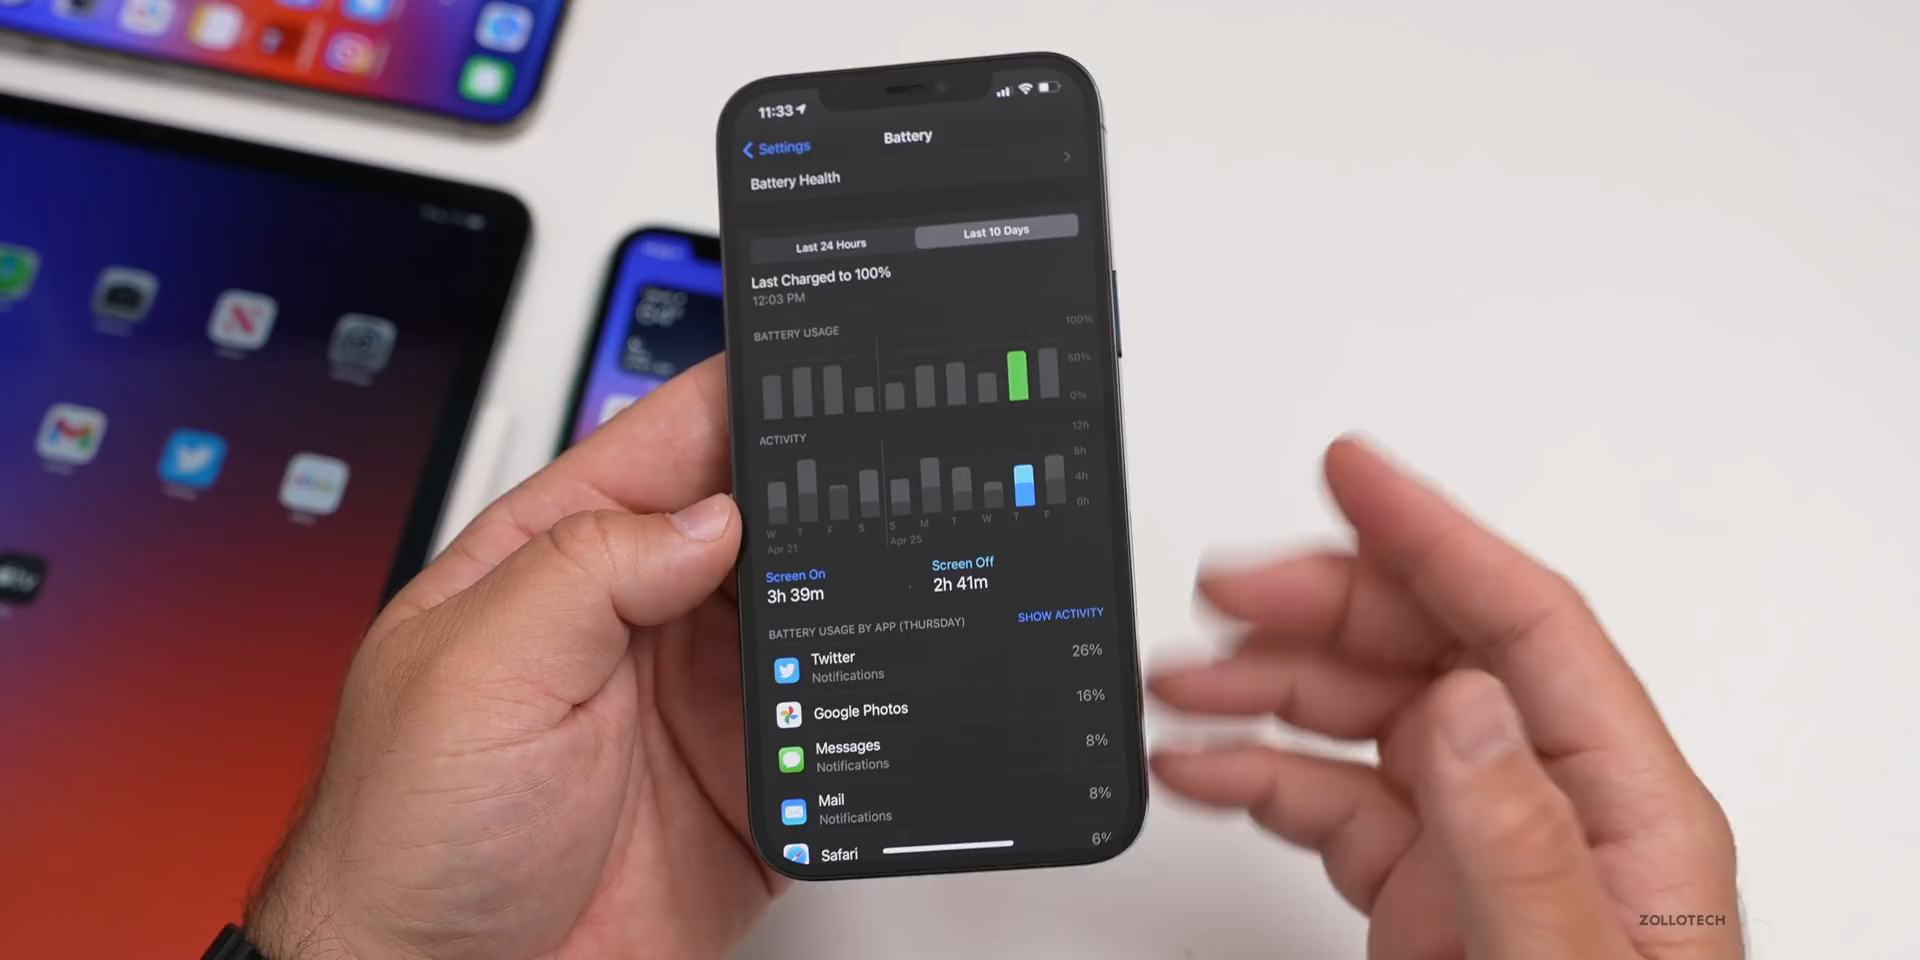 11:33
Settings
Battery
Battery Health
Last 24 Hours
Last 10 Days
Last Charged to 100%
12:03 PM
BATTERY USAGE
100%
50%
0%
ACTIVITY
12h
8h
4h
0h
W T F S S M T W T F
Apr 21
Apr 25
Screen On
Screen Off
3h 39m
2h 41m
BATTERY USAGE BY APP (THURSDAY)
SHOW ACTIVITY
Twitter
26%
Notifications
Google Photos
16%
Messages
8%
Notifications
Mail
8%
Notifications
Safari
6%
ZOLLOTECH